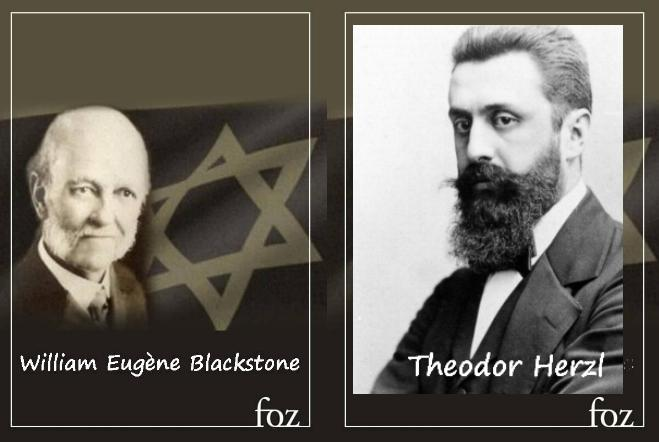 William Eugène Blackstone
foz
Theodor Herzl
foz